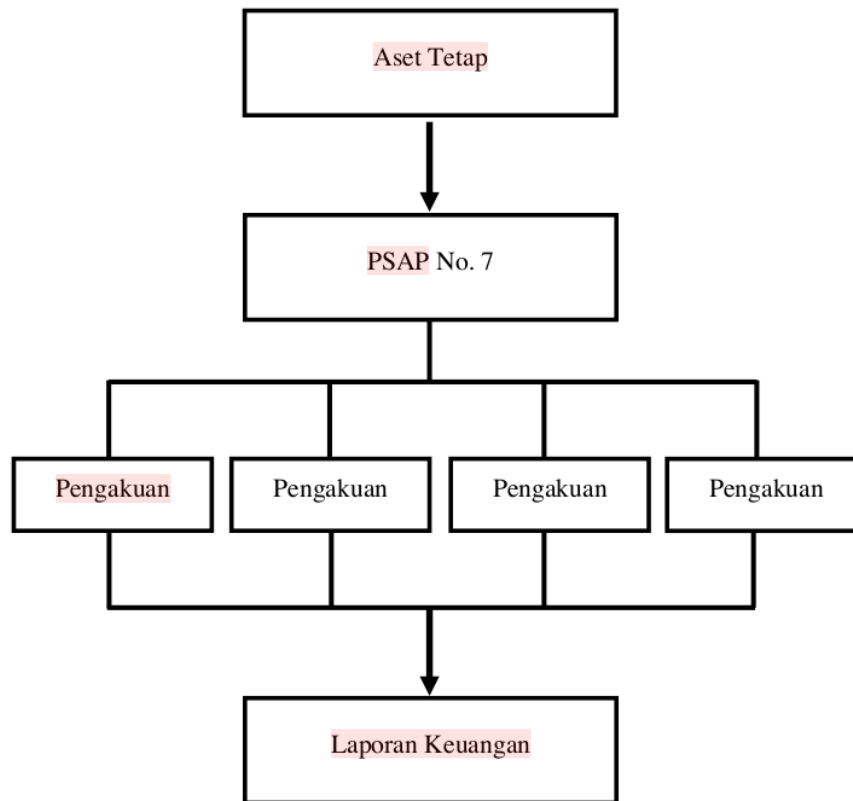 Aset Tetap
PSAP No. 7
Pengakuan
Pengakuan
Pengakuan
Pengakuan
Laporan Keuangan